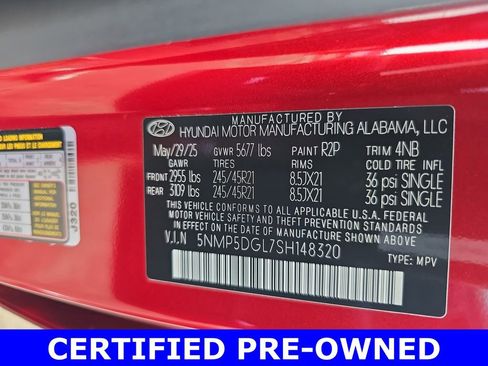 MANUFACTURED BY
HYUNDAI MOTOR MANUFACTURING ALABAMA, LLC
May/29/25 GVWR 5677 lbs PAINT R2P TRIM 4NB
GAWR TIRES RIMS COLD TIRE INFL
FRONT 2955 lbs 245/45R21 8.5JX21 36 psi SINGLE
REAR 3109 lbs 245/45R21 8.5JX21 36 psi SINGLE
THIS VEHICLE CONFORMS TO ALL APPLICABLE U.S.A. FEDERAL
MOTOR VEHICLE SAFETY AND THEFT PREVENTION STANDARDS
IN EFFECT ON THE DATE OF MANUFACTURE SHOWN ABOVE.
V.I.N 5NMP5DGL7SH148320
TYPE: MPV
J320
CERTIFIED PRE-OWNED